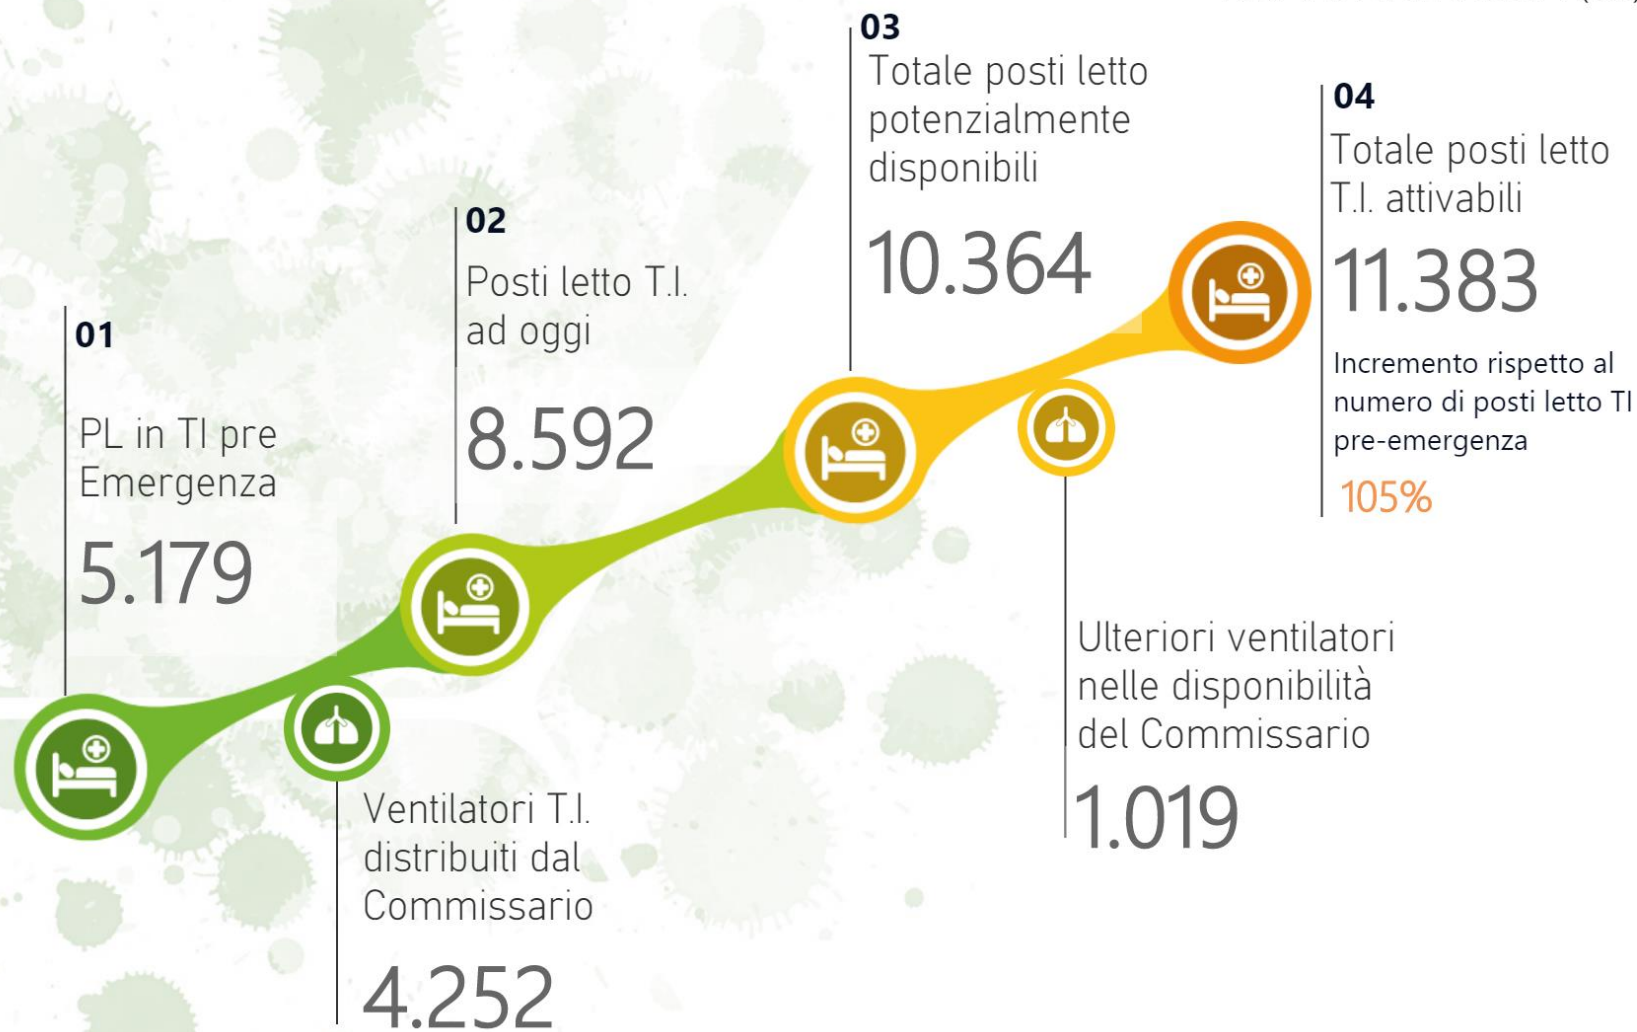 01
PL in TI pre
Emergenza
5.179
Ventilatori T.I.
distribuiti dal
Commissario
4.252
02
Posti letto T.I.
ad oggi
8.592
03
Totale posti letto
potenzialmente
disponibili
10.364
Ulteriori ventilatori
nelle disponibilità
del Commissario
1.019
04
Totale posti letto
T.I. attivabili
11.383
Incremento rispetto al
numero di posti letto TI
pre-emergenza
105%